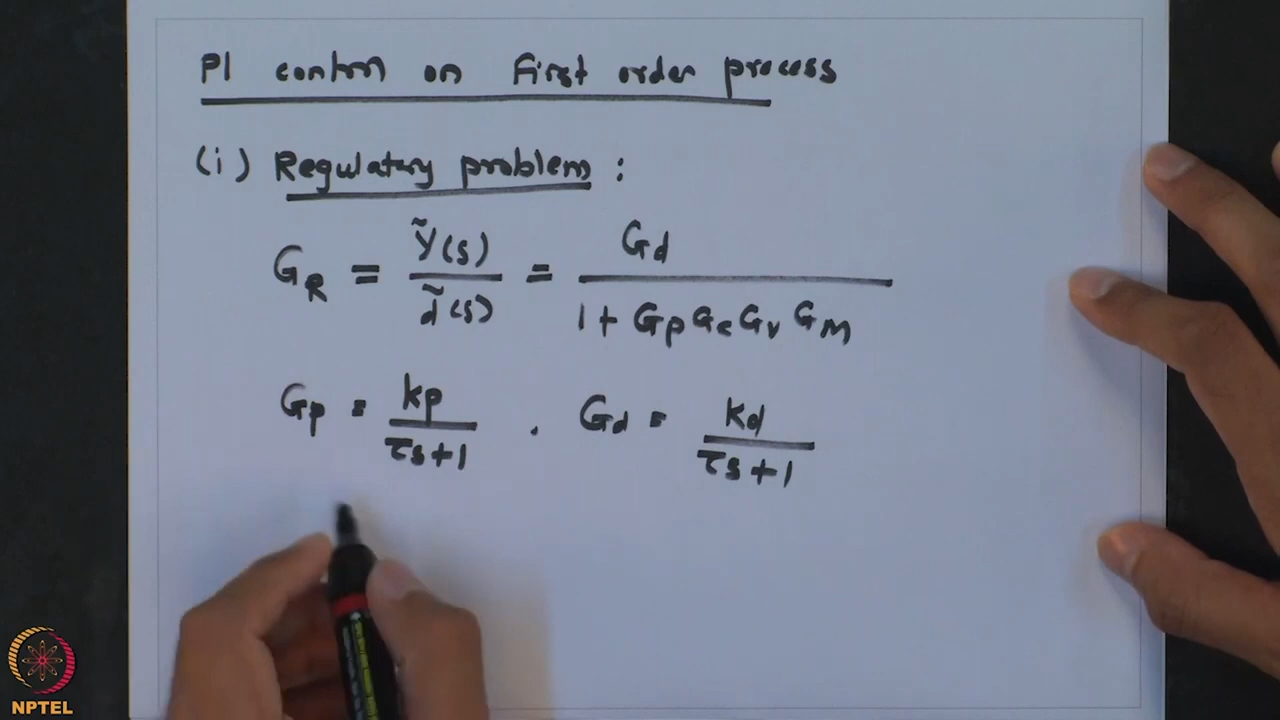 PI control on First order process
(i) Regulatory problem :
G_R = ỹ(s) / d̃(s) = G_d / 1 + G_p G_c G_v G_M
G_p = k_p / τs+1 . G_d = k_d / τs+1
NPTEL